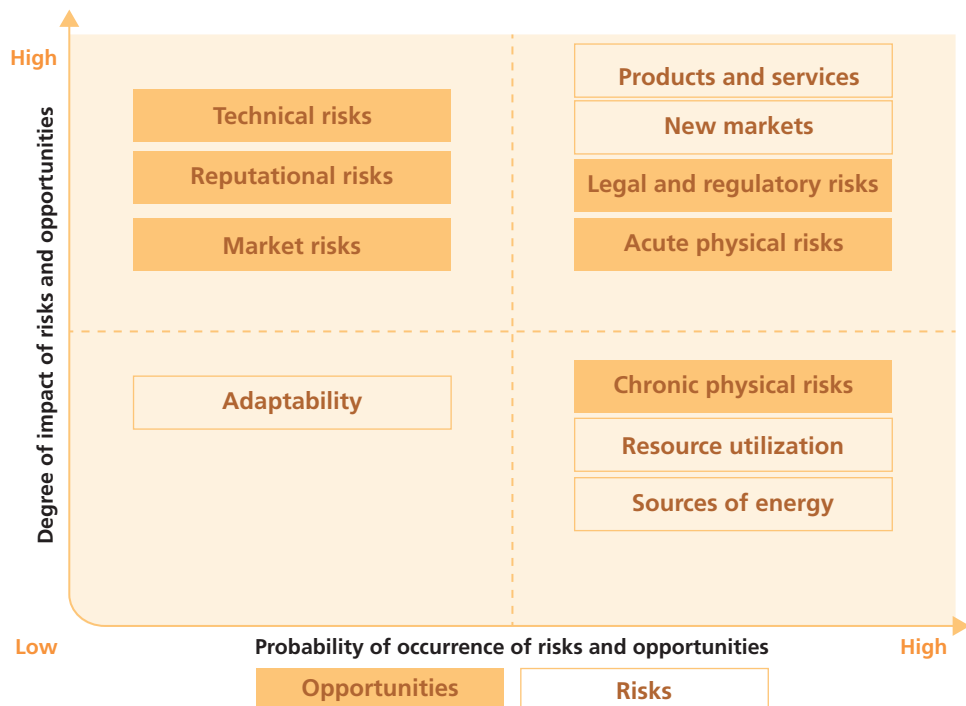 High
Degree of impact of risks and opportunities
Technical risks
Reputational risks
Market risks
Products and services
New markets
Legal and regulatory risks
Acute physical risks
Adaptability
Chronic physical risks
Resource utilization
Sources of energy
Low
Probability of occurrence of risks and opportunities
High
Opportunities
Risks